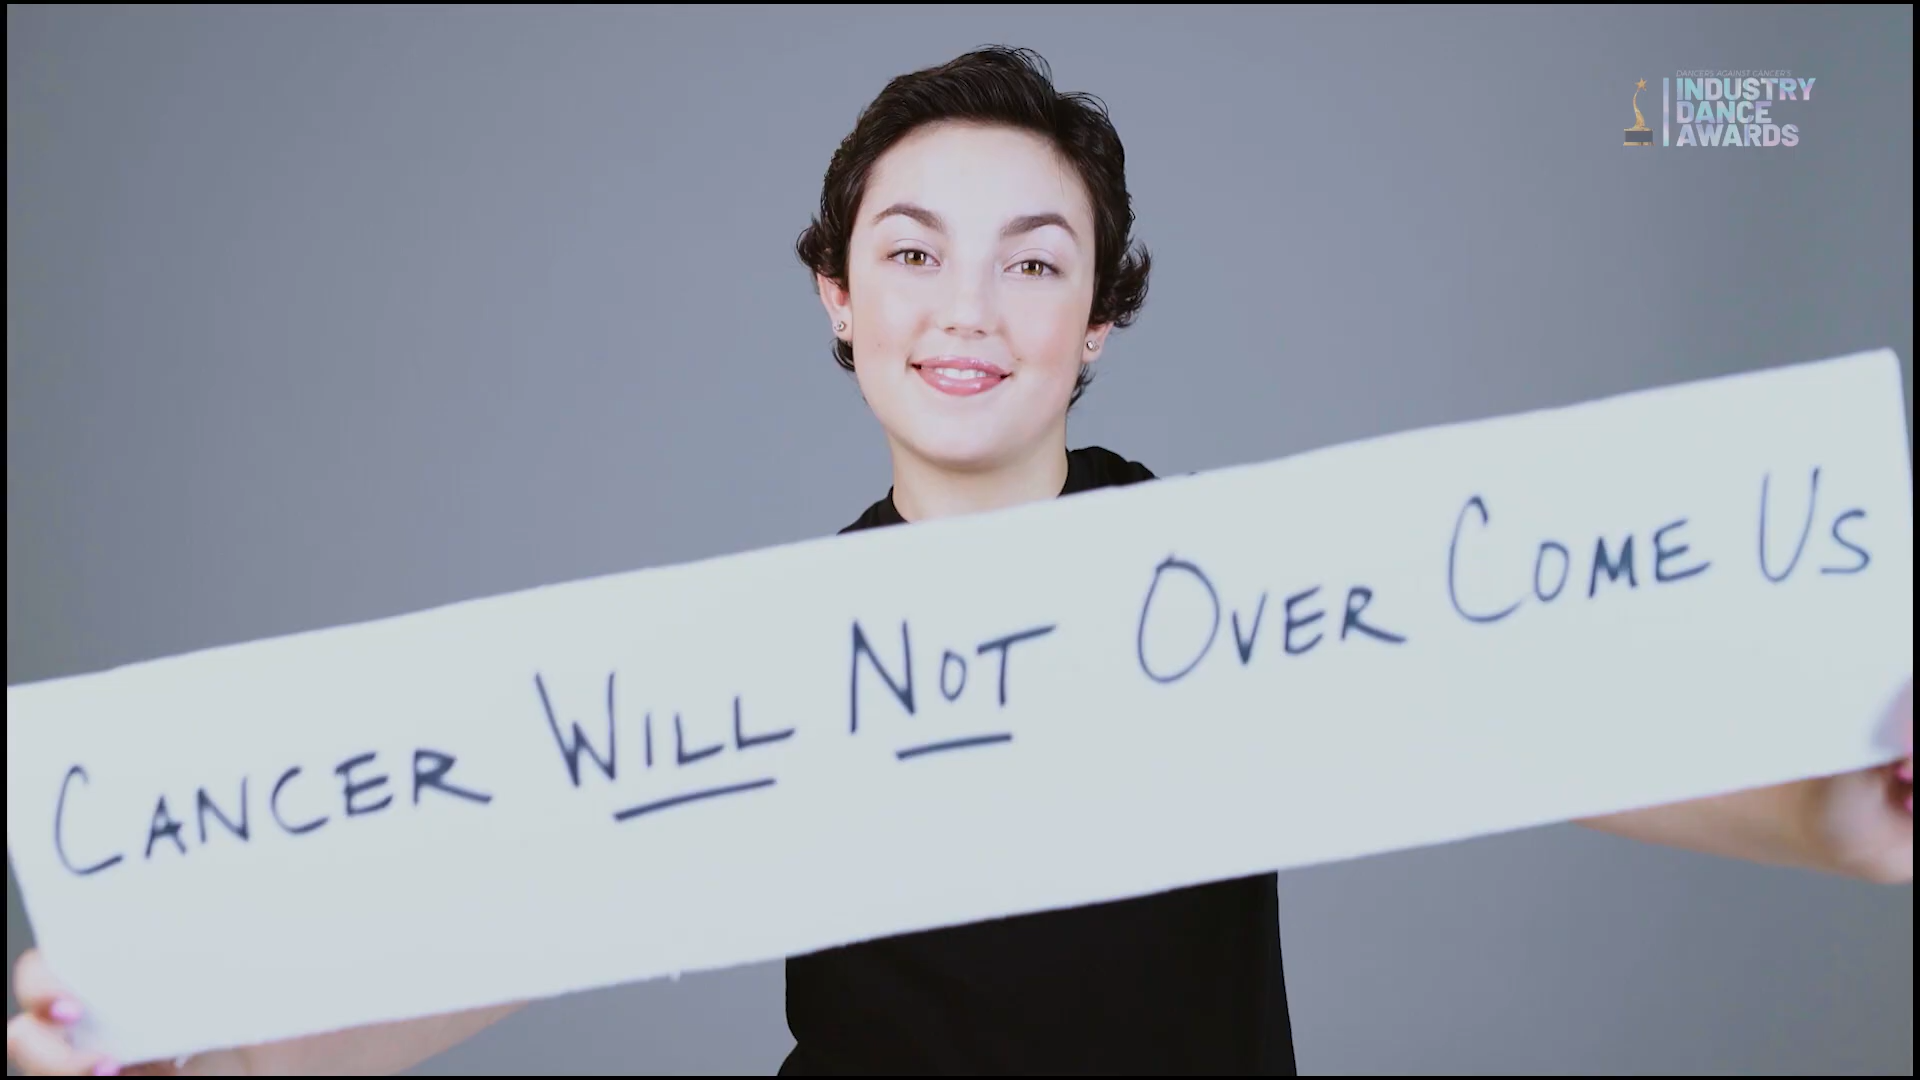 DANCERS AGAINST CANCER'S
INDUSTRY
DANCE
AWARDS
CANCER WILL NOT OVER COME US